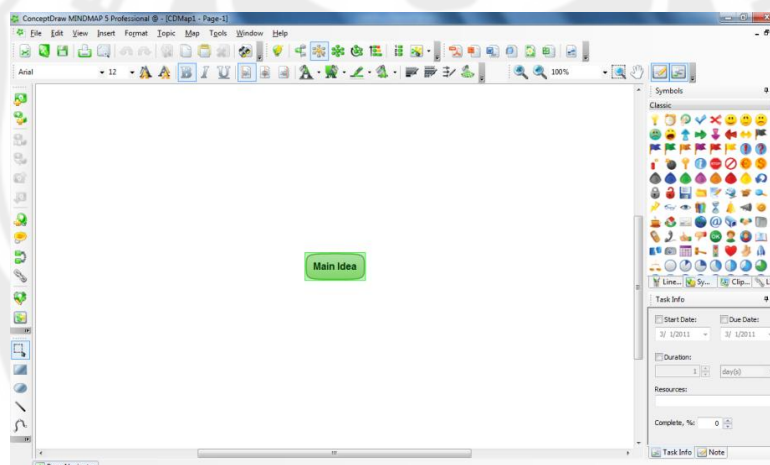 ConceptDraw MINDMAP 5 Professional @ - [CDMap1 - Page-1]
File Edit View Insert Format Topic Map Tools Window Help
Arial 12 100%
Symbols
Classic
Main Idea
Line... Sy... Clip...
Task Info
Start Date: Due Date:
3/ 1/2011 3/ 1/2011
Duration:
1 day(s)
Resources:
Complete, %: 0
Task Info Note